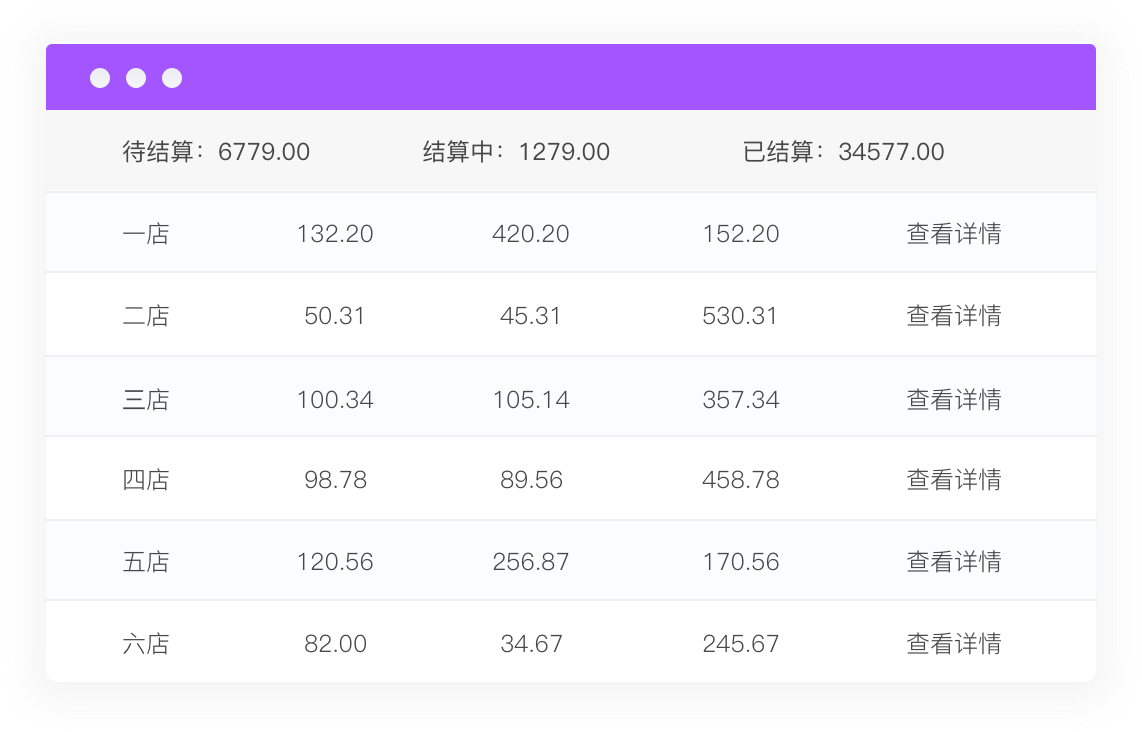 待结算：6779.00 结算中：1279.00 已结算：34577.00
一店 132.20 420.20 152.20 查看详情
二店 50.31 45.31 530.31 查看详情
三店 100.34 105.14 357.34 查看详情
四店 98.78 89.56 458.78 查看详情
五店 120.56 256.87 170.56 查看详情
六店 82.00 34.67 245.67 查看详情